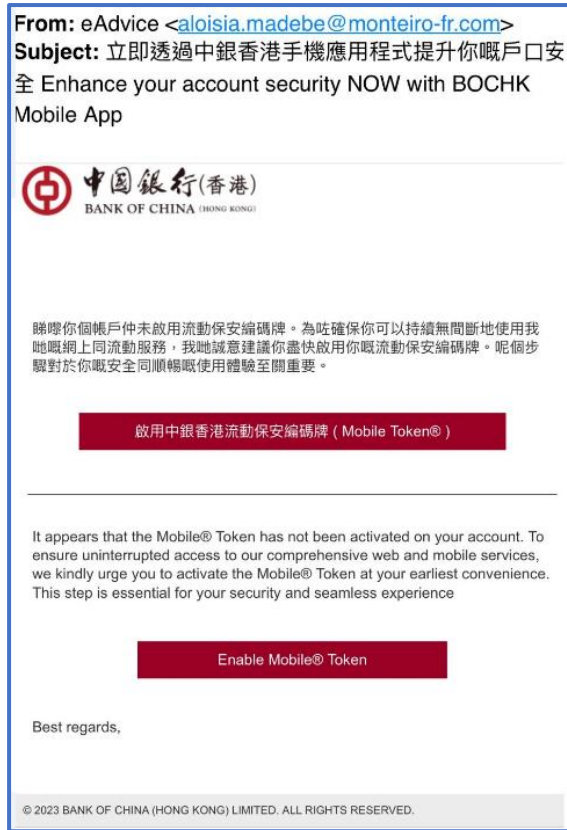 From: eAdvice <aloisia.madebe@monteiro-fr.com>
Subject: 立即透過中銀香港手機應用程式提升你嘅戶口安
全 Enhance your account security NOW with BOCHK
Mobile App
中国银行(香港)
BANK OF CHINA (HONG KONG)
睇嚟你個帳戶仲未啟用流動保安編碼牌。為咗確保你可以持續無間斷地使用我
哋嘅網上同流動服務，我哋誠意建議你盡快啟用你嘅流動保安編碼牌。呢個步
驟對於你嘅安全同順暢嘅使用體驗至關重要。
啟用中銀香港流動保安編碼牌 ( Mobile Token® )
It appears that the Mobile® Token has not been activated on your account. To
ensure uninterrupted access to our comprehensive web and mobile services,
we kindly urge you to activate the Mobile® Token at your earliest convenience.
This step is essential for your security and seamless experience
Enable Mobile® Token
Best regards,
© 2023 BANK OF CHINA (HONG KONG) LIMITED. ALL RIGHTS RESERVED.